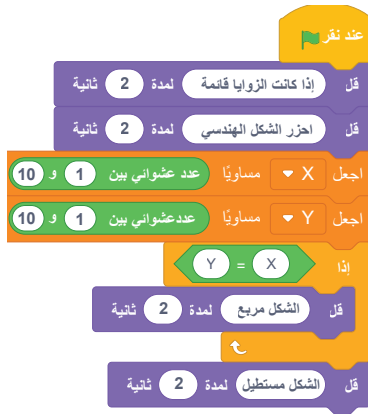 عند نقر
قل إذا كانت الزوايا قائمة لمدة 2 ثانية
قل احزر الشكل الهندسي لمدة 2 ثانية
اجعل X مساويًا عدد عشوائي بين 1 و 10
اجعل Y مساويًا عددعشوائي بين 1 و 10
إذا X = Y
قل الشكل مربع لمدة 2 ثانية
قل الشكل مستطيل لمدة 2 ثانية